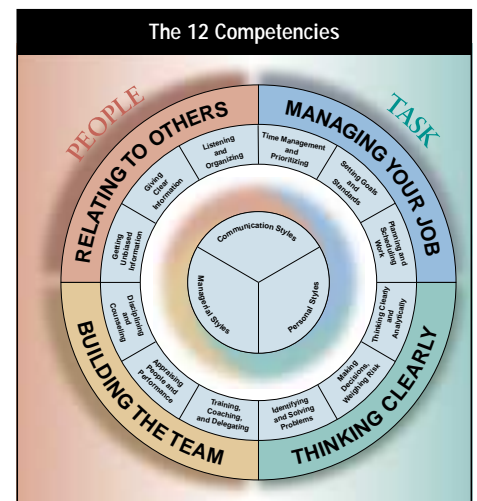 The 12 Competencies
PEOPLE
TASK
RELATING TO OTHERS
MANAGING YOUR JOB
THINKING CLEARLY
BUILDING THE TEAM
Time Management
and
Prioritizing
Setting Goals
and
Standards
Planning and
Scheduling
Work
Thinking Clearly
and
Analytically
Making
Decisions,
Weighing Risk
Identifying
and Solving
Problems
Training,
Coaching,
and Delegating
Appraising
People and
Performance
Disciplining
and
Counseling
Getting
Unbiased
Information
Giving
Clear
Information
Listening
and
Organizing
Communication Styles
Managerial Styles
Personal Styles